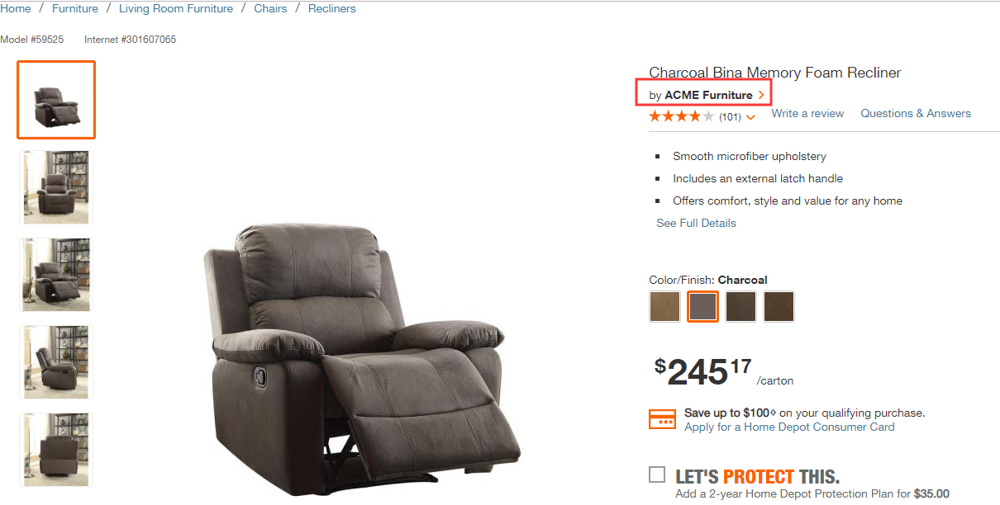 Home / Furniture / Living Room Furniture / Chairs / Recliners
Model #59525 Internet #301607065
Charcoal Bina Memory Foam Recliner
by ACME Furniture
(101) Write a review Questions & Answers
Smooth microfiber upholstery
Includes an external latch handle
Offers comfort, style and value for any home
See Full Details
Color/Finish: Charcoal
$245 17 /carton
Save up to $100◊ on your qualifying purchase.
Apply for a Home Depot Consumer Card
LET'S PROTECT THIS.
Add a 2-year Home Depot Protection Plan for $35.00